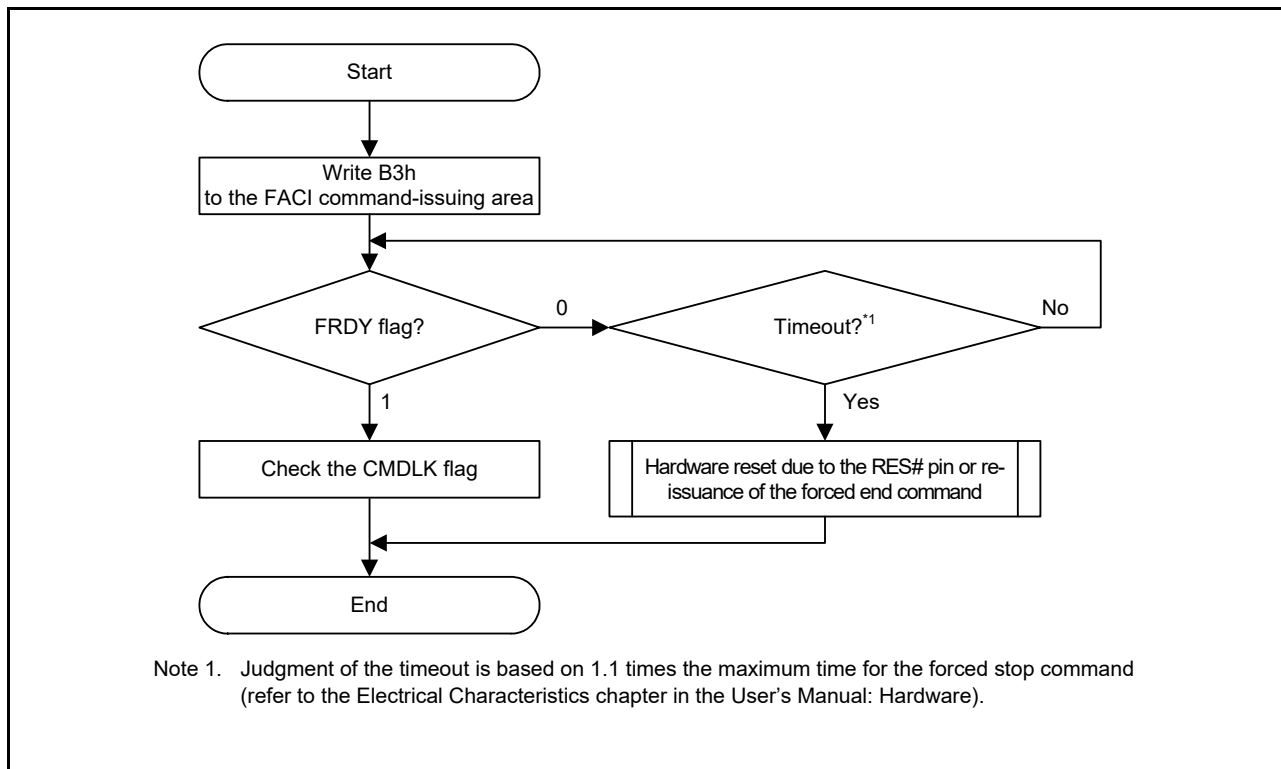 Start
Write B3h
to the FACI command-issuing area
FRDY flag?
0
Timeout?*1
No
1
Yes
Check the CMDLK flag
Hardware reset due to the RES# pin or re-
issuance of the forced end command
End
Note 1. Judgment of the timeout is based on 1.1 times the maximum time for the forced stop command
(refer to the Electrical Characteristics chapter in the User's Manual: Hardware).